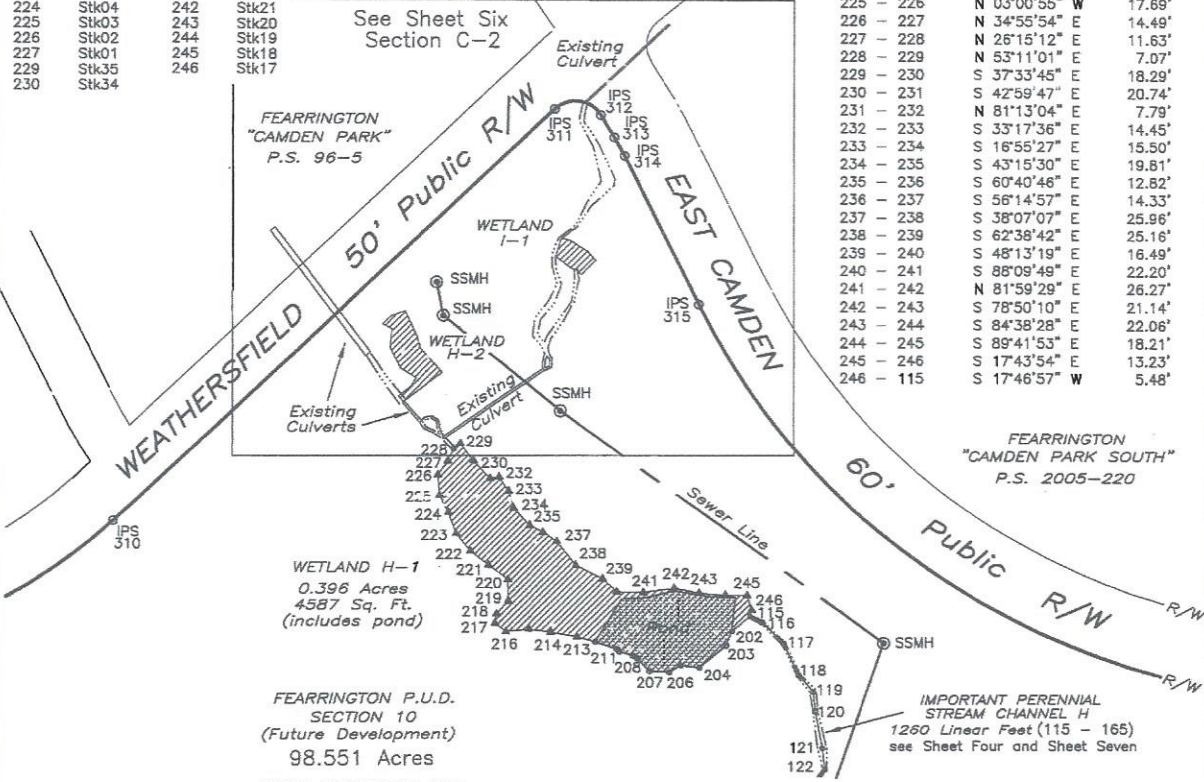 224 Stk04 242 Stk21
225 Stk03 243 Stk20
226 Stk02 244 Stk19
227 Stk01 245 Stk18
229 Stk35 246 Stk17
230 Stk34
See Sheet Six
Section C-2
Existing
Culvert
FEARRINGTON
"CAMDEN PARK"
P.S. 96-5
50' Public R/W
WEATHERSFIELD
IPS
311
IPS
312
IPS
313
IPS
314
EAST CAMDEN
IPS
315
WETLAND
I-1
SSMH
SSMH
WETLAND
H-2
Existing
Culverts
Existing
Culvert
SSMH
IPS
310
225 - 226 N 03°00'55" W 17.69'
226 - 227 N 34°55'54" E 14.49'
227 - 228 N 26°15'12" E 11.63'
228 - 229 N 53°11'01" E 7.07'
229 - 230 S 37°33'45" E 18.29'
230 - 231 S 42°59'47" E 20.74'
231 - 232 N 81°13'04" E 7.79'
232 - 233 S 33°17'36" E 14.45'
233 - 234 S 16°55'27" E 15.50'
234 - 235 S 43°15'30" E 19.81'
235 - 236 S 60°40'46" E 12.82'
236 - 237 S 56°14'57" E 14.33'
237 - 238 S 38°07'07" E 25.96'
238 - 239 S 62°38'42" E 25.16'
239 - 240 S 48°13'19" E 16.49'
240 - 241 S 88°09'49" E 22.20'
241 - 242 N 81°59'29" E 26.27'
242 - 243 S 78°50'10" E 21.14'
243 - 244 S 84°38'28" E 22.06'
244 - 245 S 89°41'53" E 18.21'
245 - 246 S 17°43'54" E 13.23'
246 - 115 S 17°46'57" W 5.48'
FEARRINGTON
"CAMDEN PARK SOUTH"
P.S. 2005-220
60' Public R/W
R/W
R/W
Sewer Line
SSMH
228
229
227
230
226
232
225
233
224
234
235
223
237
222
238
221
239
220
241
242
243
245
219
246
218
115
217
116
216
214
213
211
208
207
206
204
203
202
Pond
117
118
119
120
121
122
WETLAND H-1
0.396 Acres
4587 Sq. Ft.
(includes pond)
FEARRINGTON P.U.D.
SECTION 10
(Future Development)
98.551 Acres
IMPORTANT PERENNIAL
STREAM CHANNEL H
1260 Linear Feet (115 - 165)
see Sheet Four and Sheet Seven